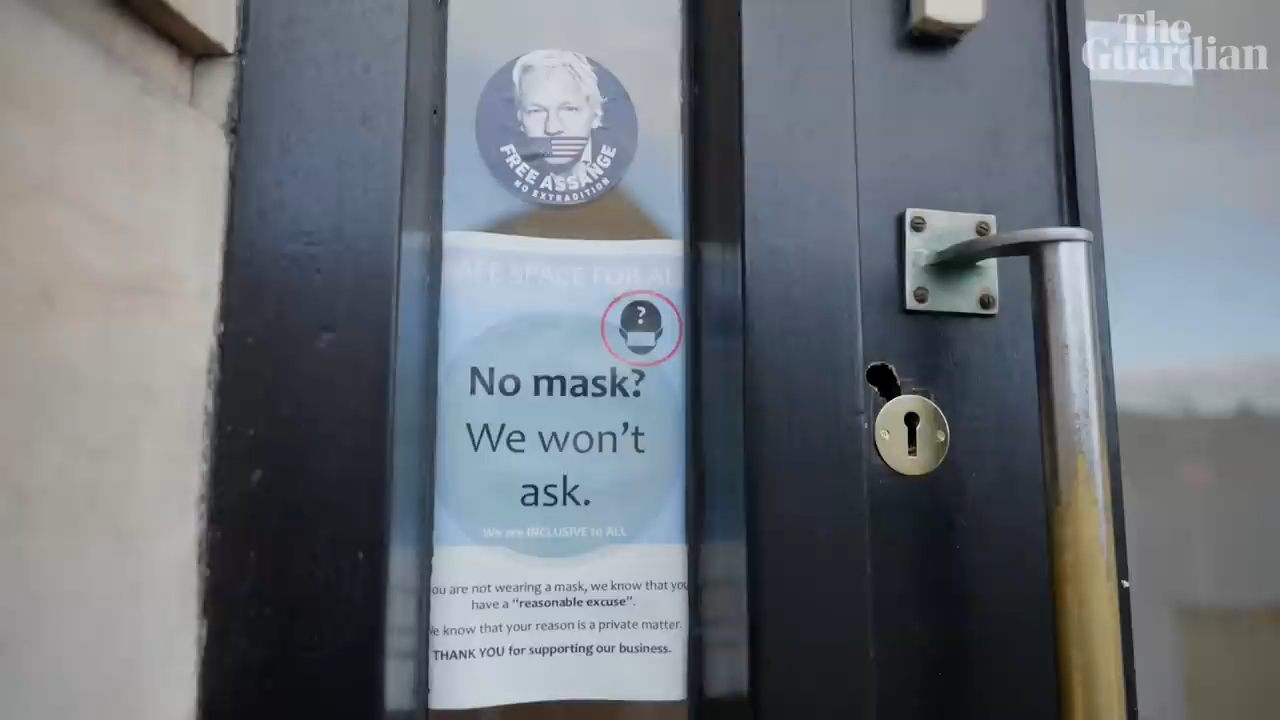 The
Guardian
FREE ASSANGE
NO EXTRADITION
SPACE FOR
?
No mask?
We won't
ask.
We are INCLUSIVE to ALL
ou are not wearing a mask, we know that you
have a "reasonable excuse".
e know that your reason is a private matter.
THANK YOU for supporting our business.